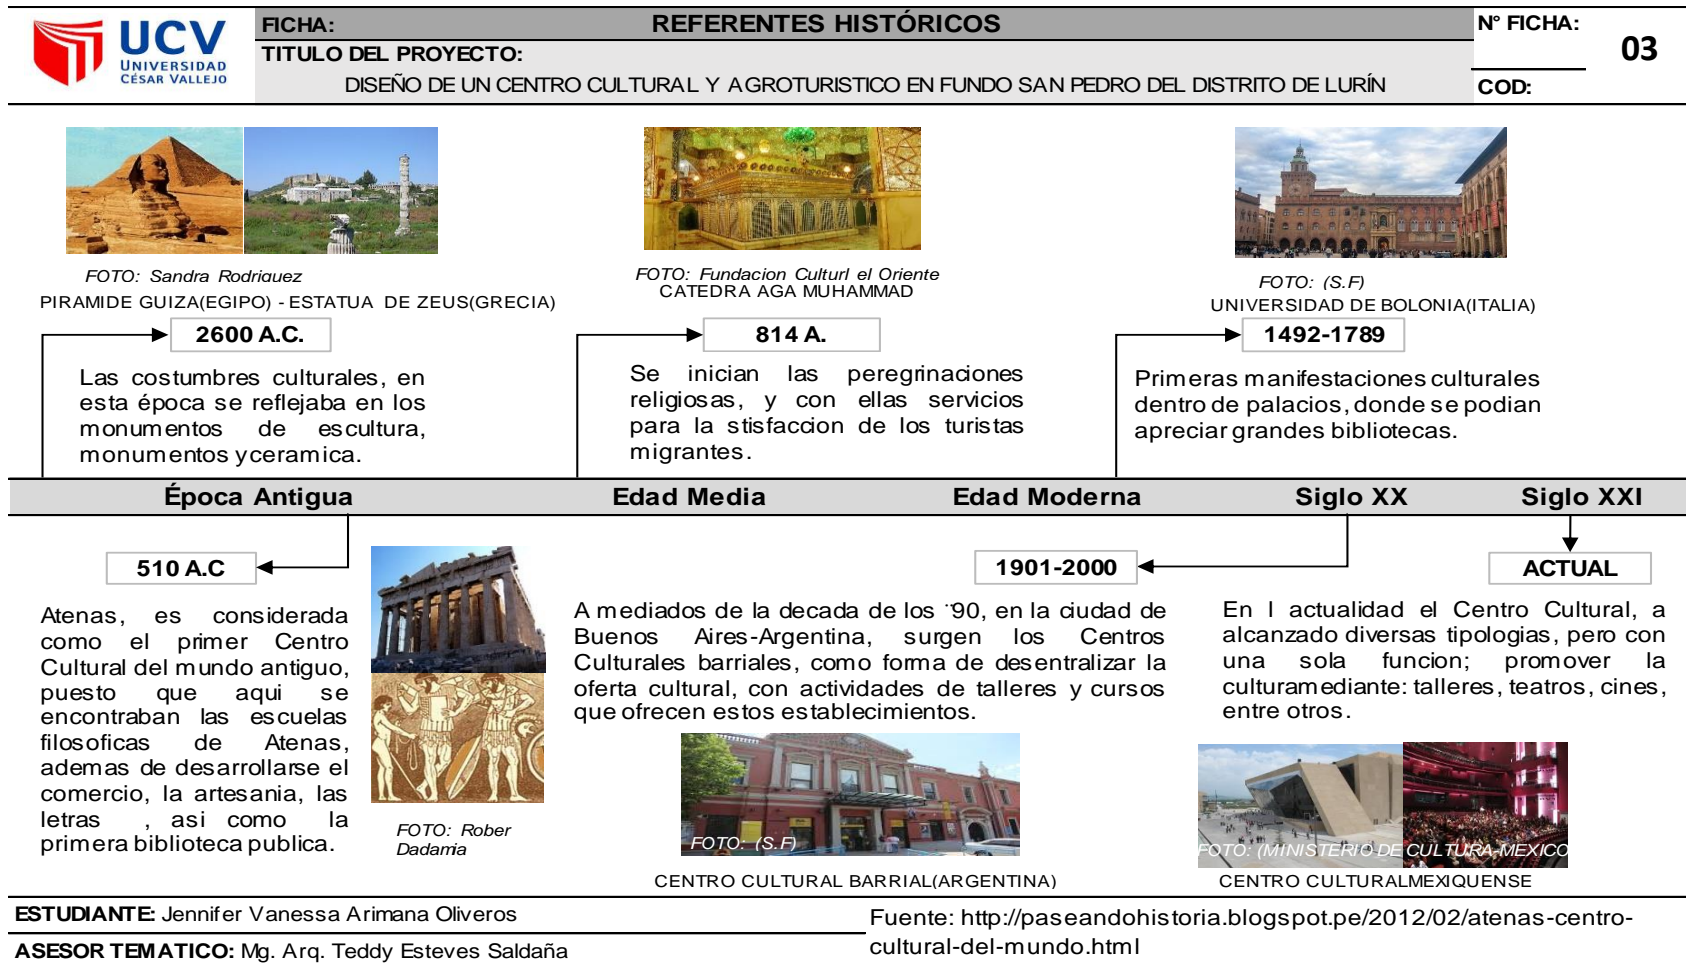 UCV
UNIVERSIDAD
CÉSAR VALLEJO
FICHA:
REFERENTES HISTÓRICOS
TITULO DEL PROYECTO:
DISEÑO DE UN CENTRO CULTURAL Y AGROTURISTICO EN FUNDO SAN PEDRO DEL DISTRITO DE LURÍN
N° FICHA:
03
COD:
FOTO: Sandra Rodriguez
PIRAMIDE GUIZA(EGIPO) - ESTATUA DE ZEUS(GRECIA)
2600 A.C.
Las costumbres culturales, en
esta época se reflejaba en los
monumentos de escultura,
monumentos y ceramica.
FOTO: Fundacion Culturl el Oriente
CATEDRA AGA MUHAMMAD
814 A.
Se inician las peregrinaciones
religiosas, y con ellas servicios
para la stisfaccion de los turistas
migrantes.
FOTO: (S.F)
UNIVERSIDAD DE BOLONIA(ITALIA)
1492-1789
Primeras manifestaciones culturales
dentro de palacios, donde se podian
apreciar grandes bibliotecas.
Época Antigua
Edad Media
Edad Moderna
Siglo XX
Siglo XXI
510 A.C
Atenas, es considerada
como el primer Centro
Cultural del mundo antiguo,
puesto que aqui se
encontraban las escuelas
filosoficas de Atenas,
ademas de desarrollarse el
comercio, la artesania, las
letras , asi como la
primera biblioteca publica.
FOTO: Rober
Dadamia
1901-2000
A mediados de la decada de los ¨90, en la ciudad de
Buenos Aires-Argentina, surgen los Centros
Culturales barriales, como forma de desentralizar la
oferta cultural, con actividades de talleres y cursos
que ofrecen estos establecimientos.
FOTO: (S.F)
CENTRO CULTURAL BARRIAL(ARGENTINA)
ACTUAL
En l actualidad el Centro Cultural, a
alcanzado diversas tipologias, pero con
una sola funcion; promover la
culturamediante: talleres, teatros, cines,
entre otros.
FOTO: (MINISTERIO DE CULTURA-MEXICO
CENTRO CULTURALMEXIQUENSE
ESTUDIANTE: Jennifer Vanessa Arimana Oliveros
ASESOR TEMATICO: Mg. Arq. Teddy Esteves Saldaña
Fuente: http://paseandohistoria.blogspot.pe/2012/02/atenas-centro-
cultural-del-mundo.html